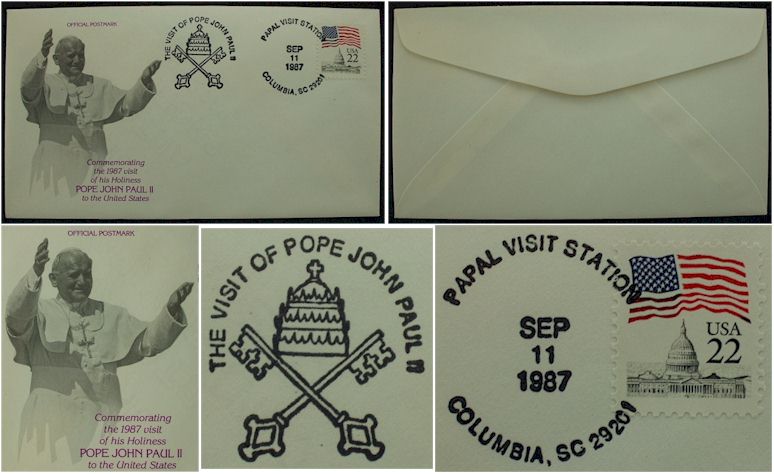 OFFICIAL POSTMARK
THE VISIT OF POPE JOHN PAUL II
PAPAL VISIT STATION
SEP
11
1987
COLUMBIA, SC 29201
USA
22
Commemorating
the 1987 visit
of his Holiness
POPE JOHN PAUL II
to the United States
OFFICIAL POSTMARK
Commemorating
the 1987 visit
of his Holiness
POPE JOHN PAUL II
to the United States
THE VISIT OF POPE JOHN PAUL II
PAPAL VISIT STATION
SEP
11
1987
COLUMBIA, SC 29201
USA
22